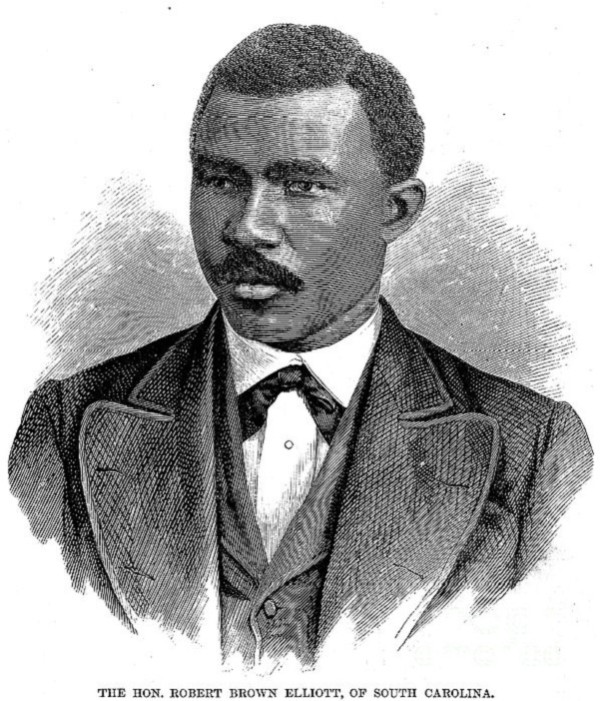 THE HON. ROBERT BROWN ELLIOTT, OF SOUTH CAROLINA.